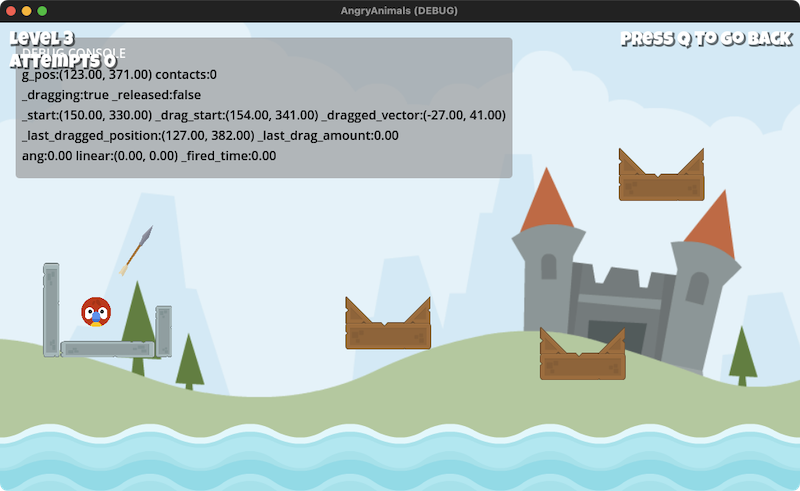 AngryAnimals (DEBUG)
Level 3
Press Q to go back
DEBUG CONSOLE
Attempts 0
g_pos:(123.00, 371.00) contacts:0
_dragging:true _released:false
_start:(150.00, 330.00) _drag_start:(154.00, 341.00) _dragged_vector:(-27.00, 41.00)
_last_dragged_position:(127.00, 382.00) _last_drag_amount:0.00
ang:0.00 linear:(0.00, 0.00) _fired_time:0.00